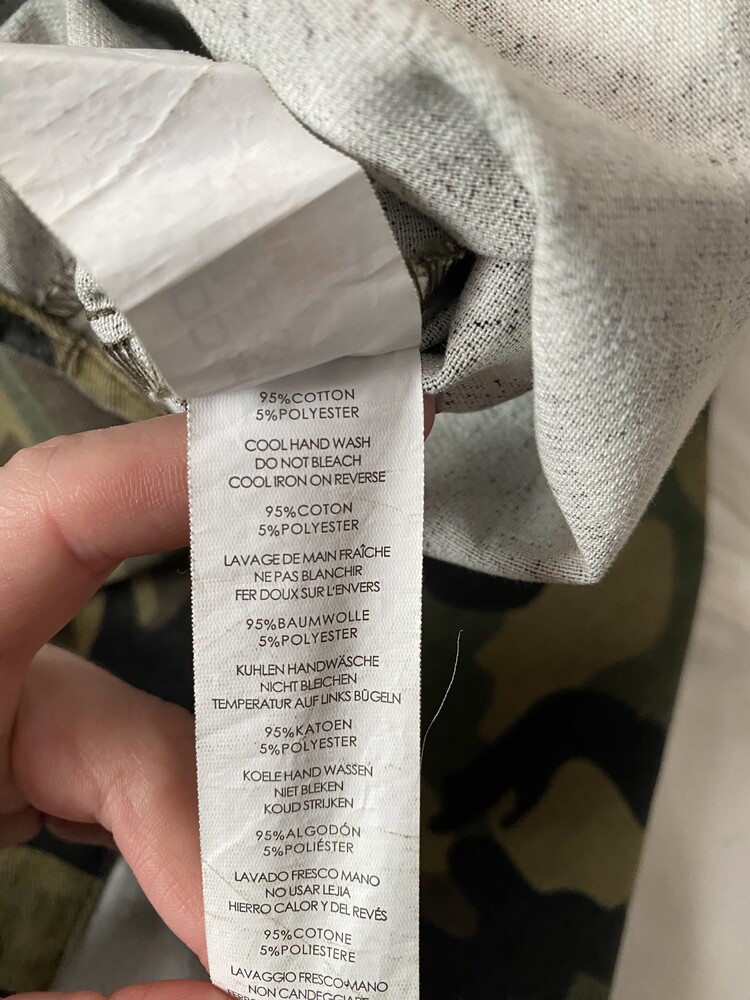 95%COTTON
5%POLYESTER
COOL HAND WASH
DO NOT BLEACH
COOL IRON ON REVERSE
95%COTON
5%POLYESTER
LAVAGE DE MAIN FRAÎCHE
NE PAS BLANCHIR
FER DOUX SUR L'ENVERS
95%BAUMWOLLE
5%POLYESTER
KUHLEN HANDWÄSCHE
NICHT BLEICHEN
TEMPERATUR AUF LINKS BÜGELN
95%KATOEN
5%POLYESTER
KOELE HAND WASSEN
NIET BLEKEN
KOUD STRIJKEN
95%ALGODÓN
5%POLIÉSTER
LAVADO FRESCO MANO
NO USAR LEJIA
HIERRO CALOR Y DEL REVÉS
95%COTONE
5%POLIESTERE
LAVAGGIO FRESCO MANO
NON CANDEGGIARE